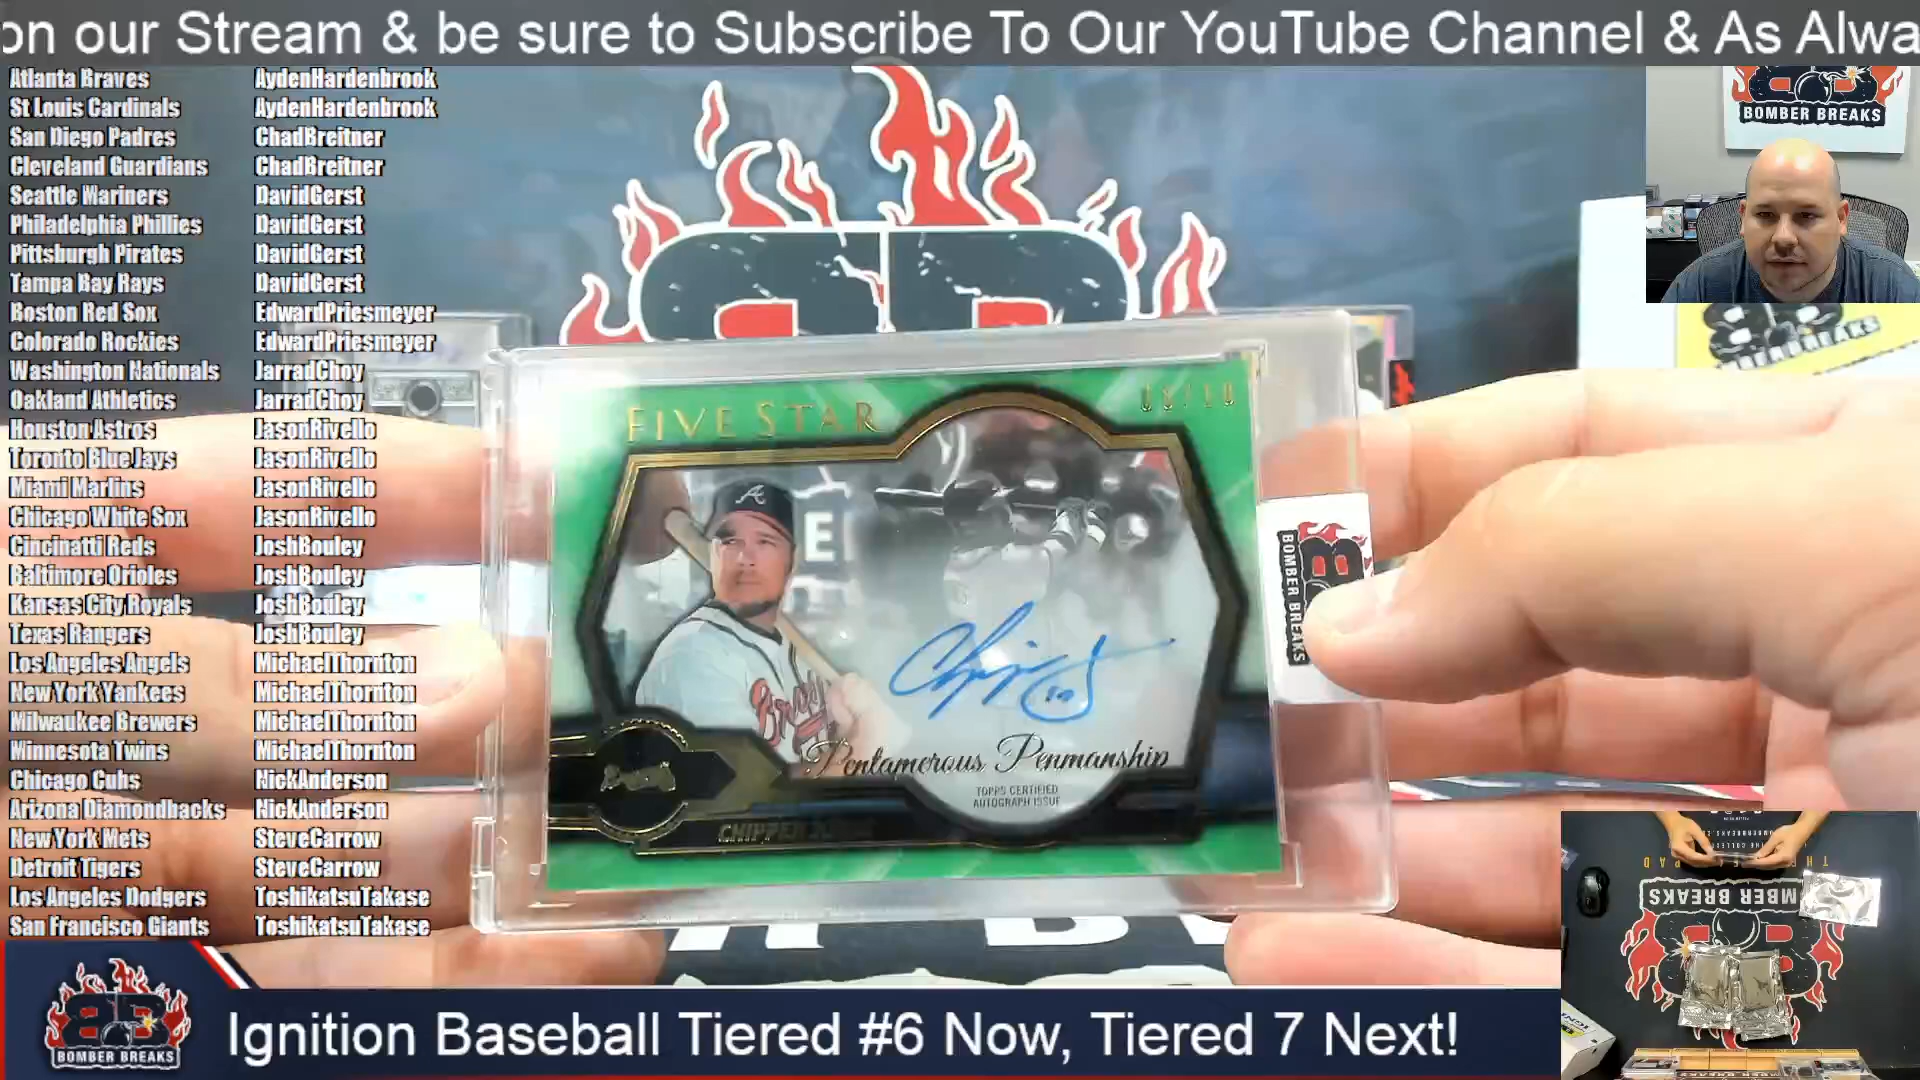 on our Stream & be sure to Subscribe To Our YouTube Channel & As Alwa
Atlanta Braves AydenHardenbrook
St Louis Cardinals AydenHardenbrook
San Diego Padres ChadBreitner
Cleveland Guardians ChadBreitner
Seattle Mariners DavidGerst
Philadelphia Phillies DavidGerst
Pittsburgh Pirates DavidGerst
Tampa Bay Rays DavidGerst
Boston Red Sox EdwardPriesmeyer
Colorado Rockies EdwardPriesmeyer
Washington Nationals JarradChoy
Oakland Athletics JarradChoy
Houston Astros JasonRivello
Toronto Blue Jays JasonRivello
Miami Marlins JasonRivello
Chicago White Sox JasonRivello
Cincinatti Reds JoshBouley
Baltimore Orioles JoshBouley
Kansas City Royals JoshBouley
Texas Rangers JoshBouley
Los Angeles Angels MichaelThornton
New York Yankees MichaelThornton
Milwaukee Brewers MichaelThornton
Minnesota Twins MichaelThornton
Chicago Cubs NickAnderson
Arizona Diamondbacks NickAnderson
New York Mets SteveCarrow
Detroit Tigers SteveCarrow
Los Angeles Dodgers ToshikatsuTakase
San Francisco Giants ToshikatsuTakase
BOMBER BREAKS
FIVE STAR
A
E
Braves
Pentamerous Penmanship
TOPPS CERTIFIED
AUTOGRAPH ISSUE
CHIPPER
BOMBER BREAKS
MBER BREAKS
BOMBER BREAKS
Ignition Baseball Tiered #6 Now, Tiered 7 Next!